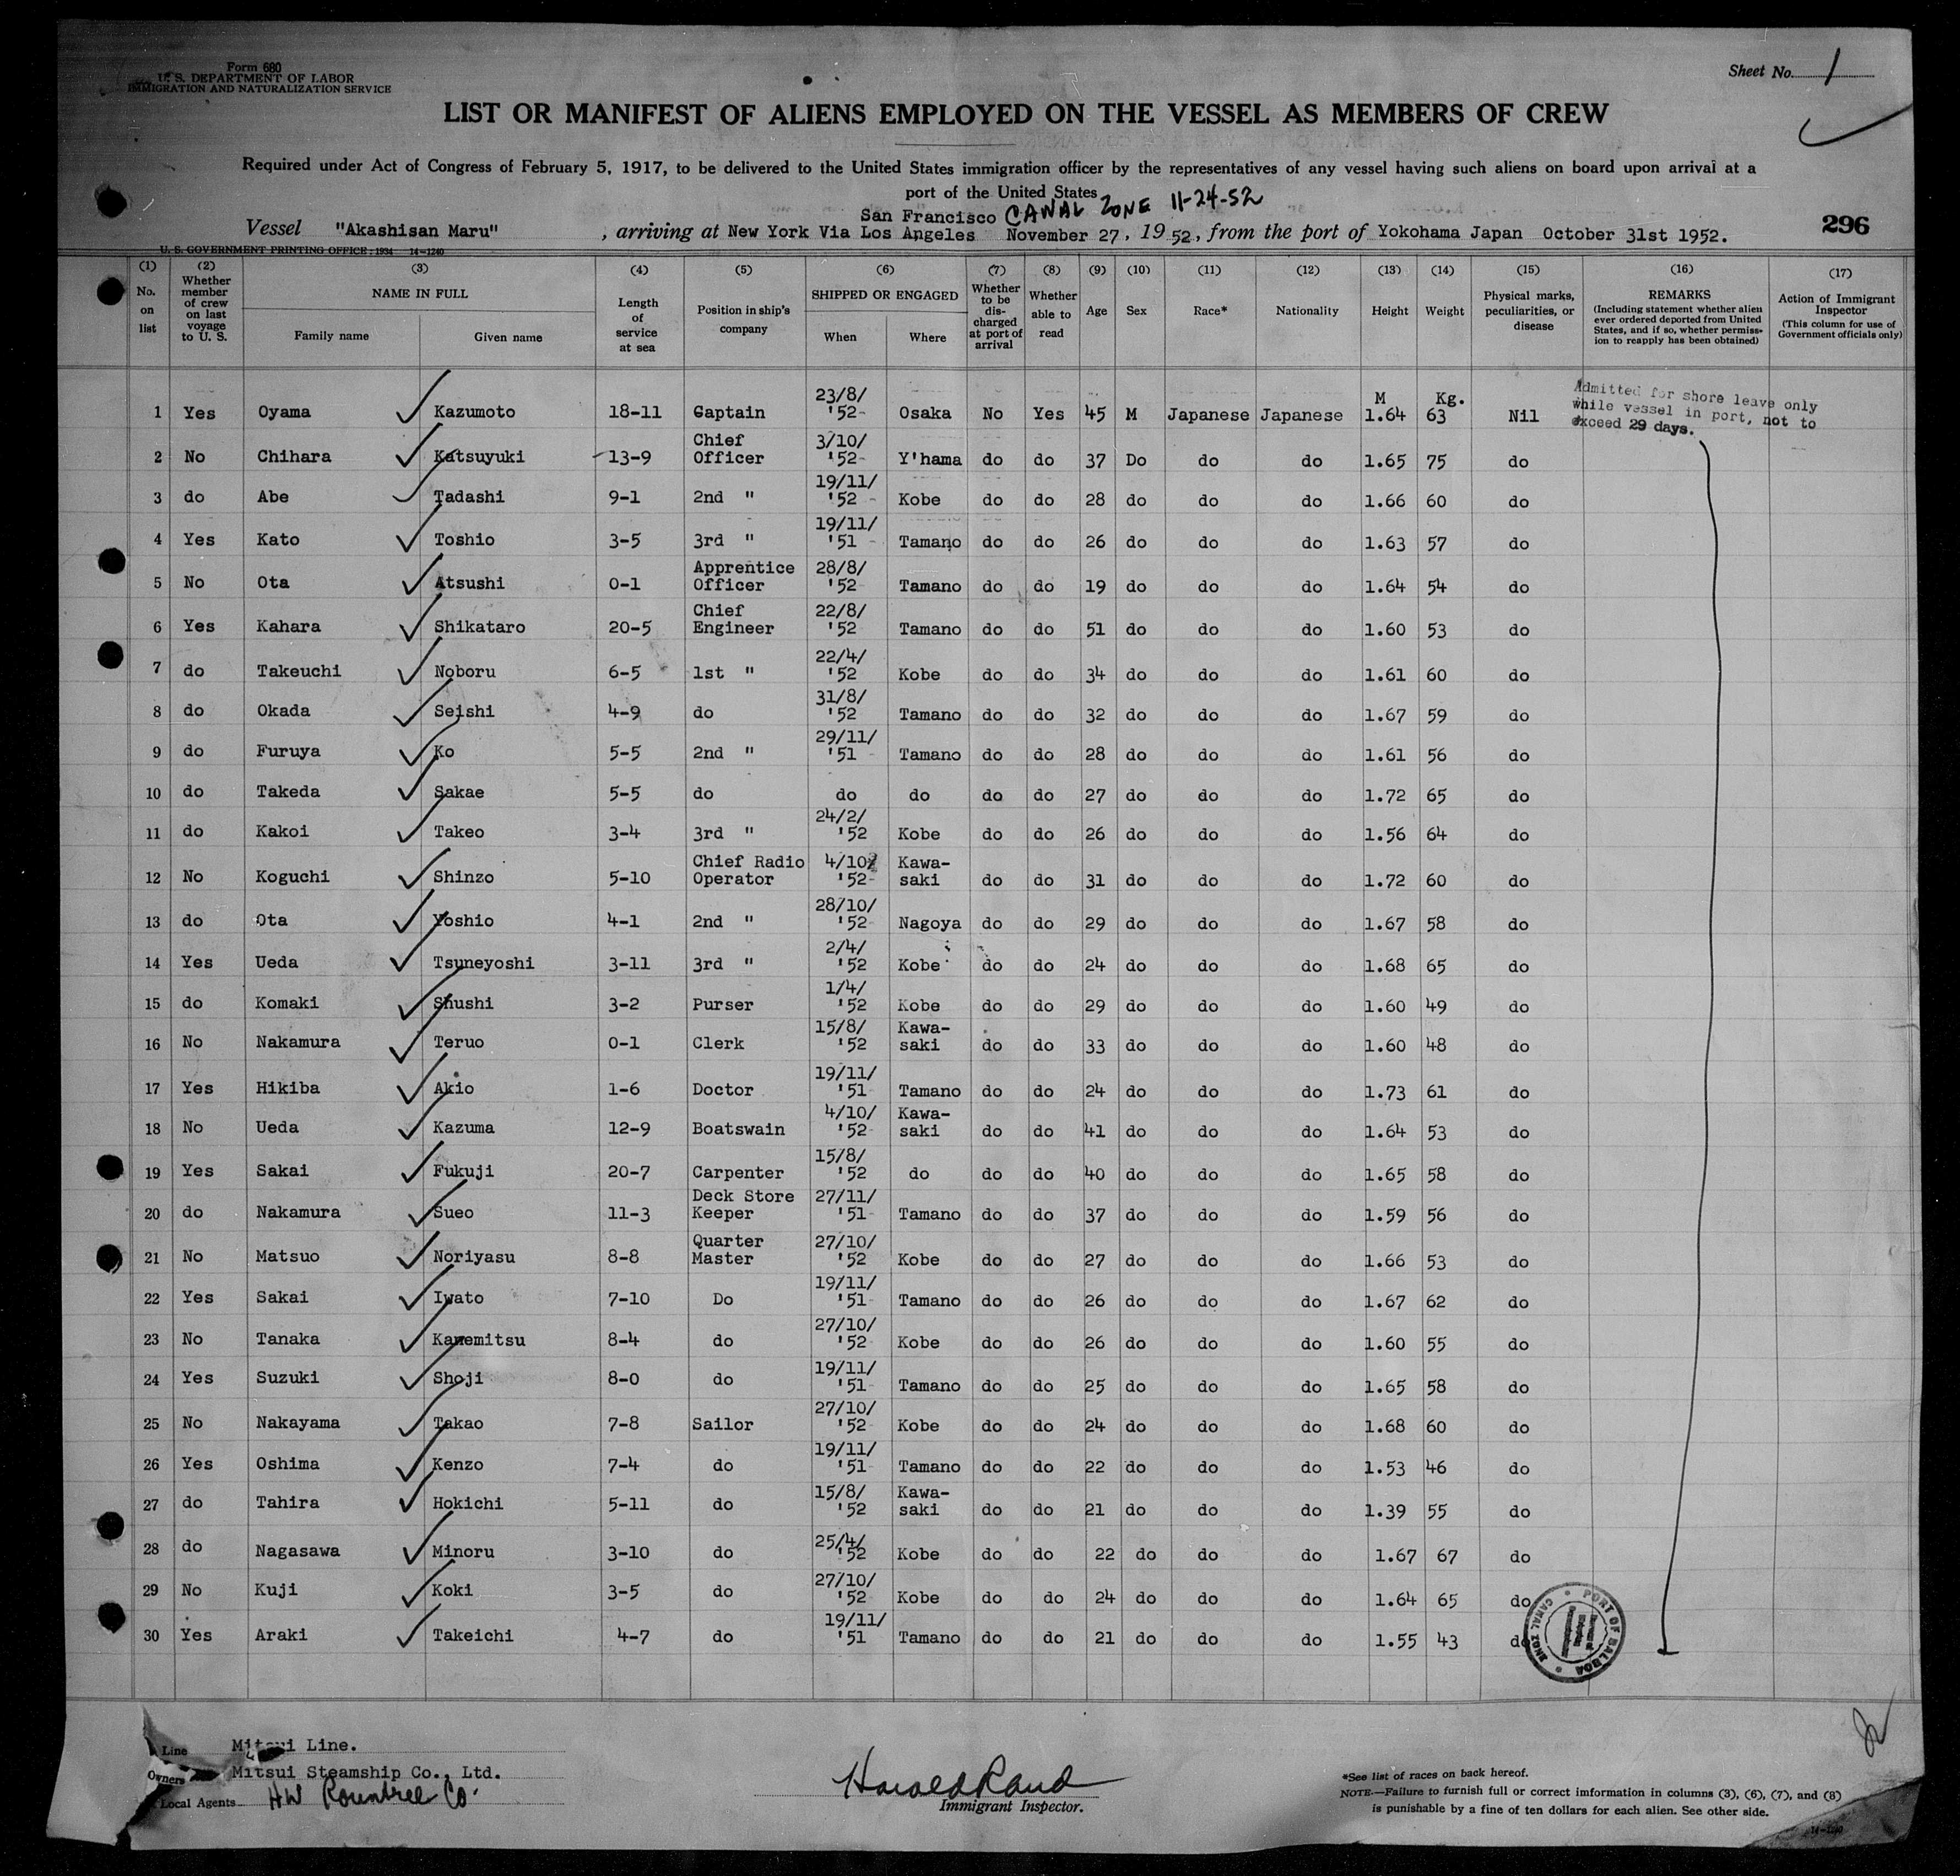 Form 680
U. S. DEPARTMENT OF LABOR
IMMIGRATION AND NATURALIZATION SERVICE
Sheet No. 1
LIST OR MANIFEST OF ALIENS EMPLOYED ON THE VESSEL AS MEMBERS OF CREW
Required under Act of Congress of February 5, 1917, to be delivered to the United States immigration officer by the representatives of any vessel having such aliens on board upon arrival at a
port of the United States
San Francisco CANAL ZONE 11-24-52
Vessel "Akashisan Maru", arriving at New York Via Los Angeles November 27, 1952, from the port of Yokohama Japan October 31st 1952.
296
U. S. GOVERNMENT PRINTING OFFICE: 1934 14-1240
(1) No. on list
(2) Whether member of crew on last voyage to U. S.
(3) NAME IN FULL Family name Given name
(4) Length of service at sea
(5) Position in ship's company
(6) SHIPPED OR ENGAGED When Where
(7) Whether to be discharged at port of arrival
(8) Whether able to read
(9) Age
(10) Sex
(11) Race*
(12) Nationality
(13) Height
(14) Weight
(15) Physical marks, peculiarities, or disease
(16) REMARKS (Including statement whether alien ever ordered deported from United States, and if so, whether permission to reapply has been obtained)
(17) Action of Immigrant Inspector (This column for use of Government officials only)
M Kg.
Admitted for shore leave only
while vessel in port, not to
exceed 29 days.
1 Yes Oyama Kazumoto 18-11 Captain 23/8/'52- Osaka No Yes 45 M Japanese Japanese 1.64 63 Nil
2 No Chihara Katsuyuki 13-9 Chief Officer 3/10/'52- Y'hama do do 37 Do do do 1.65 75 do
3 do Abe Tadashi 9-1 2nd " 19/11/'52 - Kobe do do 28 do do do 1.66 60 do
4 Yes Kato Toshio 3-5 3rd " 19/11/'51 - Tamano do do 26 do do do 1.63 57 do
5 No Ota Atsushi 0-1 Apprentice Officer 28/8/'52- Tamano do do 19 do do do 1.64 54 do
6 Yes Kahara Shikataro 20-5 Chief Engineer 22/8/'52 Tamano do do 51 do do do 1.60 53 do
7 do Takeuchi Noboru 6-5 1st " 22/4/'52 Kobe do do 34 do do do 1.61 60 do
8 do Okada Seishi 4-9 do 31/8/'52 Tamano do do 32 do do do 1.67 59 do
9 do Furuya Ko 5-5 2nd " 29/11/'51 - Tamano do do 28 do do do 1.61 56 do
10 do Takeda Sakae 5-5 do do do do do 27 do do do 1.72 65 do
11 do Kakoi Takeo 3-4 3rd " 24/2/'52 Kobe do do 26 do do do 1.56 64 do
12 No Koguchi Shinzo 5-10 Chief Radio Operator 4/10/'52- Kawa-saki do do 31 do do do 1.72 60 do
13 do Ota Yoshio 4-1 2nd " 28/10/'52- Nagoya do do 29 do do do 1.67 58 do
14 Yes Ueda Tsuneyoshi 3-11 3rd " 2/4/'52 Kobe do do 24 do do do 1.68 65 do
15 do Komaki Shushi 3-2 Purser 1/4/'52 Kobe do do 29 do do do 1.60 49 do
16 No Nakamura Teruo 0-1 Clerk 15/8/'52 Kawa-saki do do 33 do do do 1.60 48 do
17 Yes Hikiba Akio 1-6 Doctor 19/11/'51- Tamano do do 24 do do do 1.73 61 do
18 No Ueda Kazuma 12-9 Boatswain 4/10/'52- Kawa-saki do do 41 do do do 1.64 53 do
19 Yes Sakai Fukuji 20-7 Carpenter 15/8/'52 do do do 40 do do do 1.65 58 do
20 do Nakamura Sueo 11-3 Deck Store Keeper 27/11/'51- Tamano do do 37 do do do 1.59 56 do
21 No Matsuo Noriyasu 8-8 Quarter Master 27/10/'52 Kobe do do 27 do do do 1.66 53 do
22 Yes Sakai Iwato 7-10 Do 19/11/'51- Tamano do do 26 do do do 1.67 62 do
23 No Tanaka Kanemitsu 8-4 do 27/10/'52 Kobe do do 26 do do do 1.60 55 do
24 Yes Suzuki Shoji 8-0 do 19/11/'51- Tamano do do 25 do do do 1.65 58 do
25 No Nakayama Takao 7-8 Sailor 27/10/'52- Kobe do do 24 do do do 1.68 60 do
26 Yes Oshima Kenzo 7-4 do 19/11/'51- Tamano do do 22 do do do 1.53 46 do
27 do Tahira Hokichi 5-11 do 15/8/'52 Kawa-saki do do 21 do do do 1.39 55 do
28 do Nagasawa Minoru 3-10 do 25/4/'52 Kobe do do 22 do do do 1.67 67 do
29 No Kuji Koki 3-5 do 27/10/'52- Kobe do do 24 do do do 1.64 65 do
30 Yes Araki Takeichi 4-7 do 19/11/'51 Tamano do do 21 do do do 1.55 43 do
PORT OF BALBOA
CANAL ZONE
Line Mitsui Line.
Owners Mitsui Steamship Co., Ltd.
Local Agents HW Rountree Co.
Harold Rand
Immigrant Inspector.
*See list of races on back hereof.
NOTE.—Failure to furnish full or correct imformation in columns (3), (6), (7), and (8)
is punishable by a fine of ten dollars for each alien. See other side.
14-1240